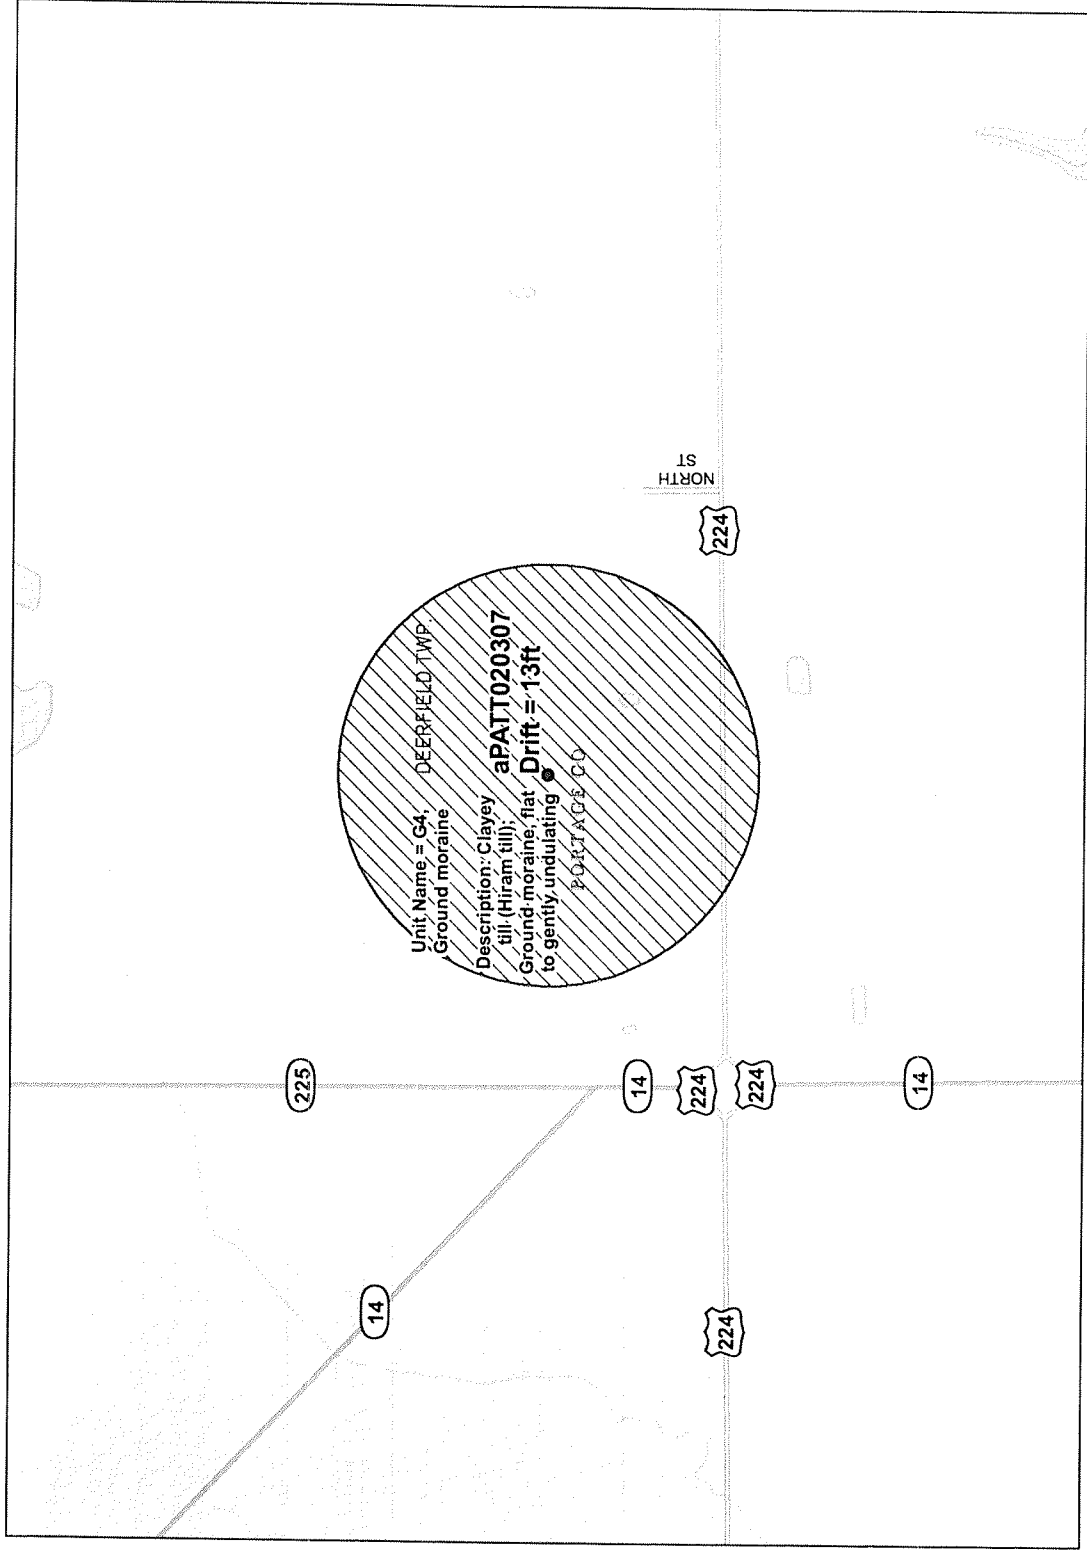 225
14
14
224
224
224
14
224
NORTH
ST
Unit Name = G4,
Ground moraine
DEERFIELD TWP.
Description: Clayey
till (Hiram till);
Ground moraine, flat
to gently undulating
aPATT020307
Drift = 13ft
PORTAGE CO